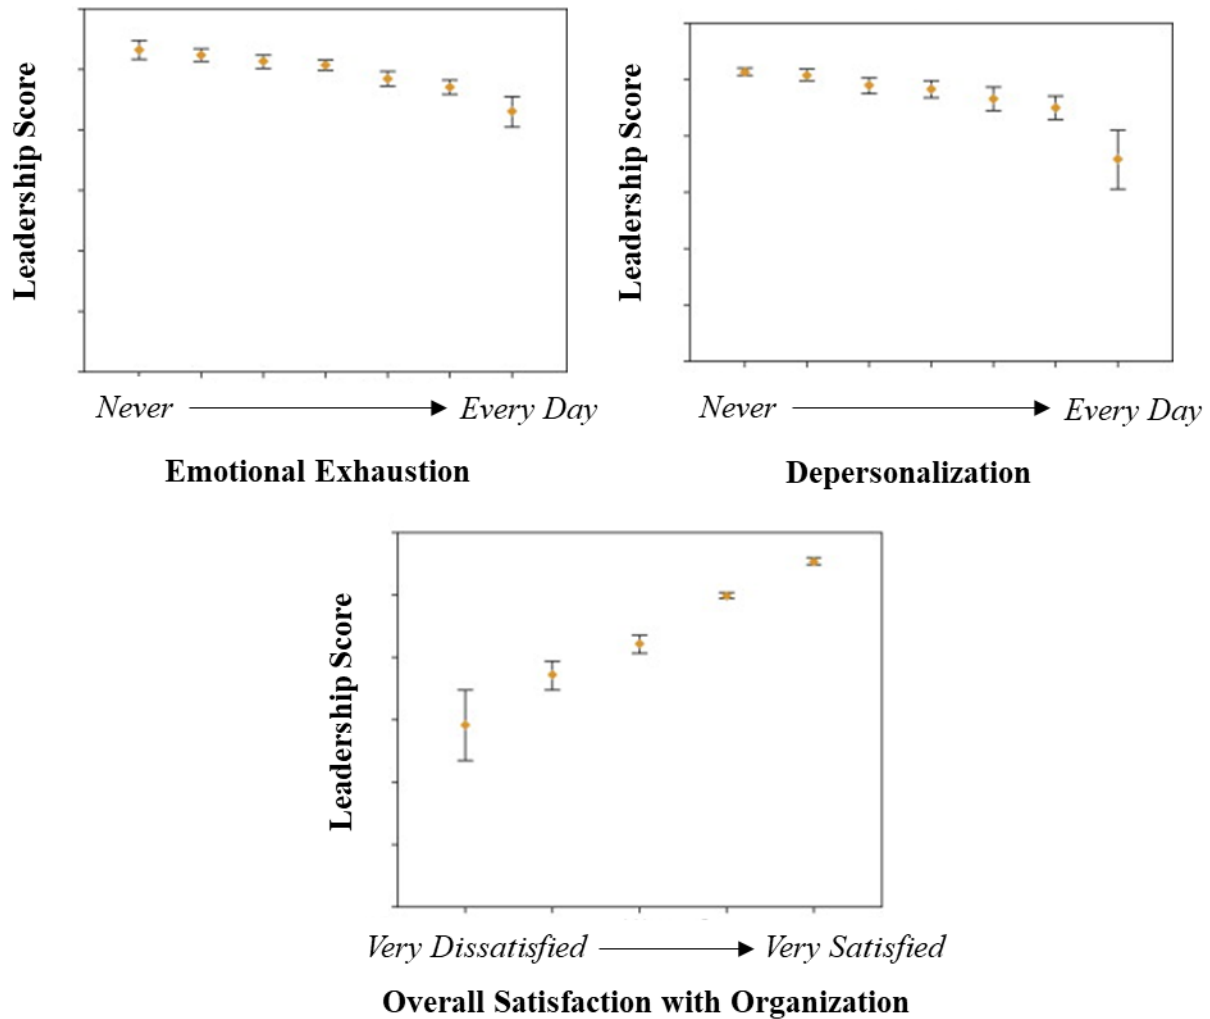 Leadership Score
Never Every Day
Emotional Exhaustion
Leadership Score
Never Every Day
Depersonalization
Leadership Score
Very Dissatisfied Very Satisfied
Overall Satisfaction with Organization